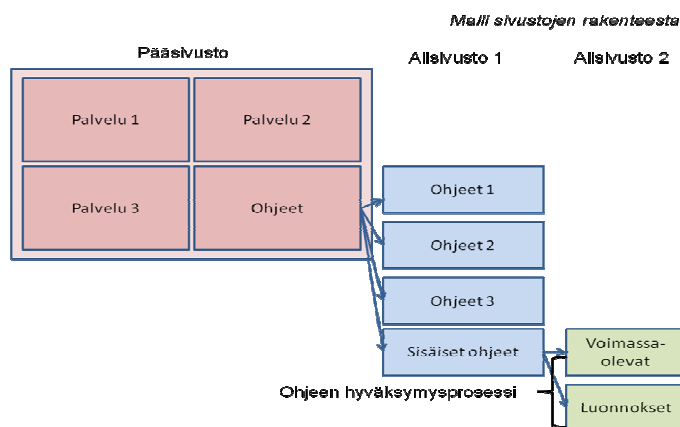 Malli sivustojen rakenteesta
Pääsivusto
Alisivusto 1
Alisivusto 2
Palvelu 1
Palvelu 2
Palvelu 3
Ohjeet
Ohjeet 1
Ohjeet 2
Ohjeet 3
Sisäiset ohjeet
Voimassa-
olevat
Ohjeen hyväksymysprosessi
Luonnokset